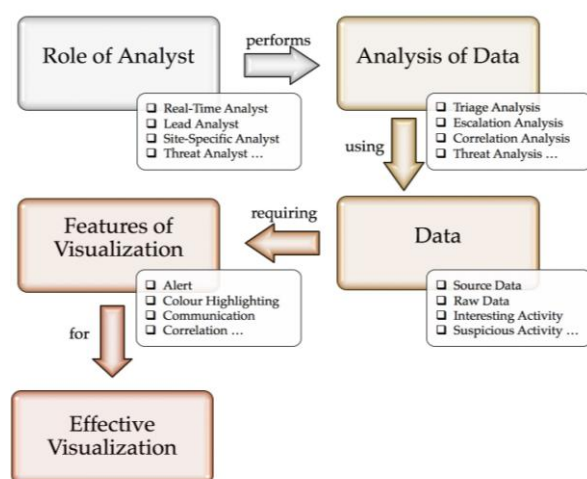 Role of Analyst
performs
Analysis of Data
❑ Real-Time Analyst
❑ Lead Analyst
❑ Site-Specific Analyst
❑ Threat Analyst …
❑ Triage Analysis
❑ Escalation Analysis
❑ Correlation Analysis
❑ Threat Analysis …
using
requiring
Features of
Visualization
Data
❑ Alert
❑ Colour Highlighting
❑ Communication
❑ Correlation …
❑ Source Data
❑ Raw Data
❑ Interesting Activity
❑ Suspicious Activity …
for
Effective
Visualization